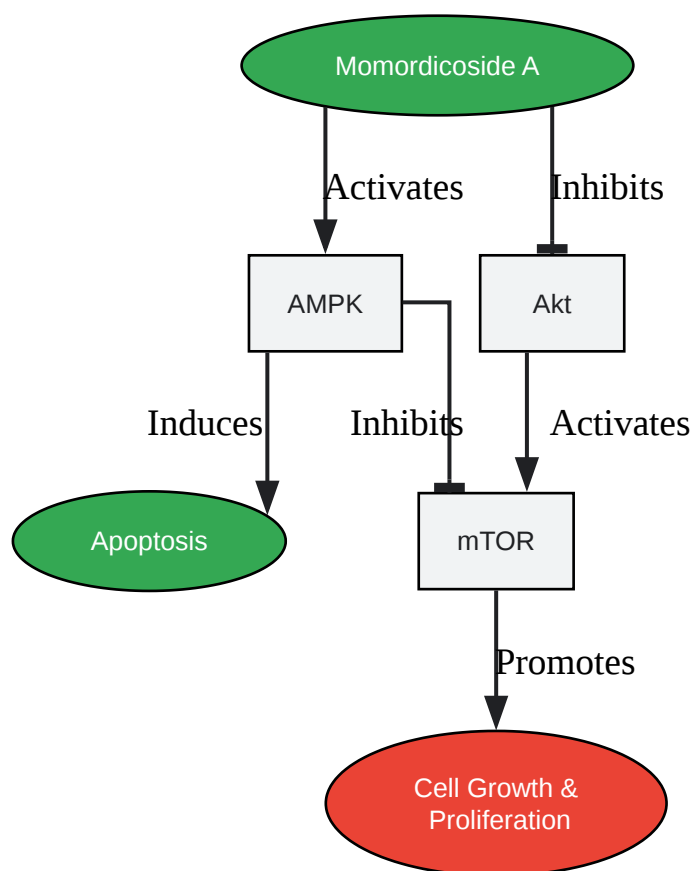 Momordicoside A
Activates
Inhibits
AMPK
Akt
Induces
Inhibits
Activates
Apoptosis
mTOR
Promotes
Cell Growth &
Proliferation